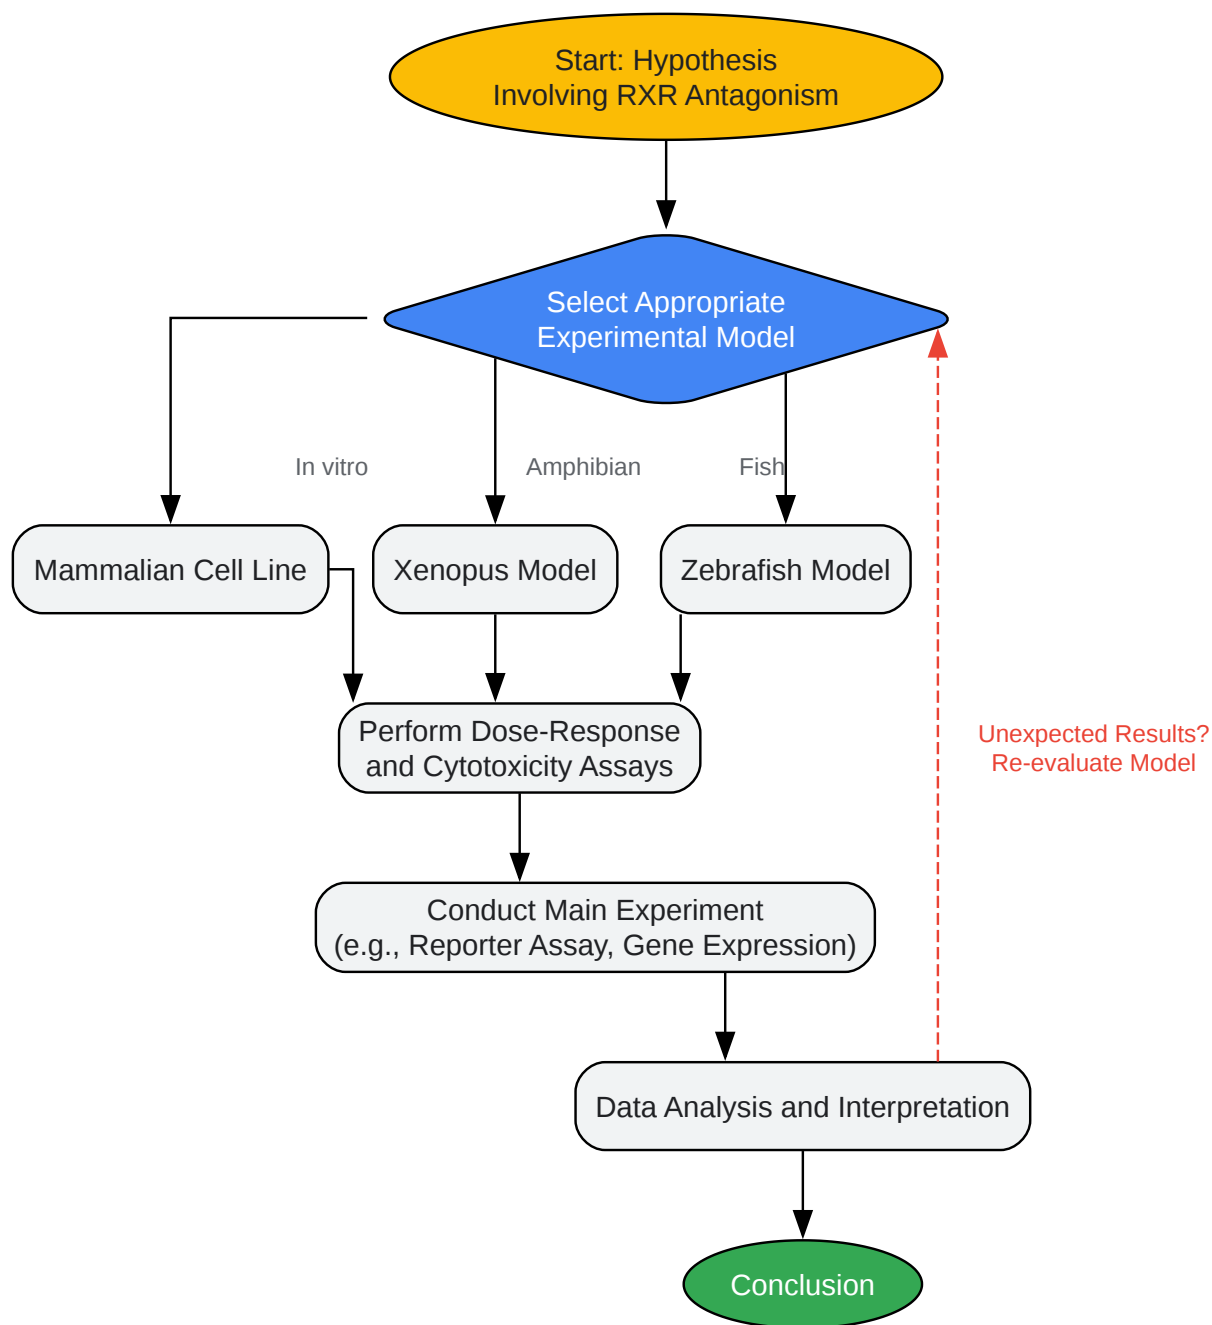 Start: Hypothesis
Involving RXR Antagonism
Select Appropriate
Experimental Model
In vitro
Amphibian
Fish
Mammalian Cell Line
Xenopus Model
Zebrafish Model
Perform Dose-Response
and Cytotoxicity Assays
Unexpected Results?
Re-evaluate Model
Conduct Main Experiment
(e.g., Reporter Assay, Gene Expression)
Data Analysis and Interpretation
Conclusion